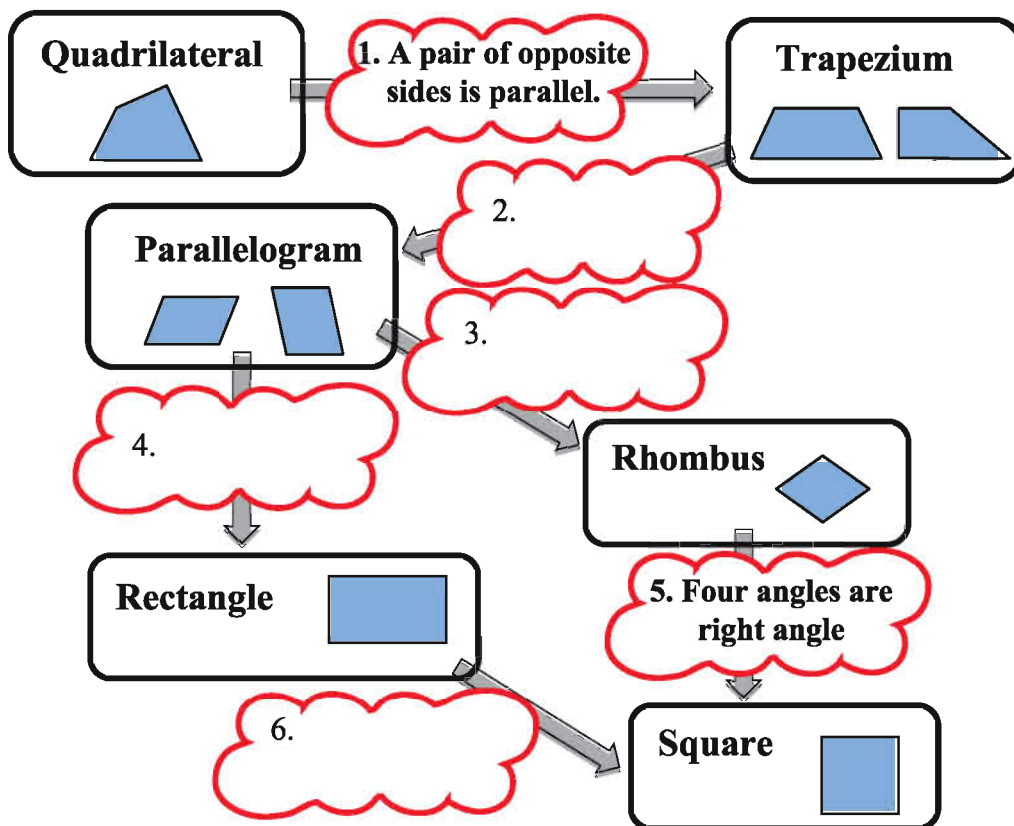 Quadrilateral
1. A pair of opposite
sides is parallel.
Trapezium
2.
Parallelogram
3.
4.
Rhombus
Rectangle
5. Four angles are
right angle
6.
Square